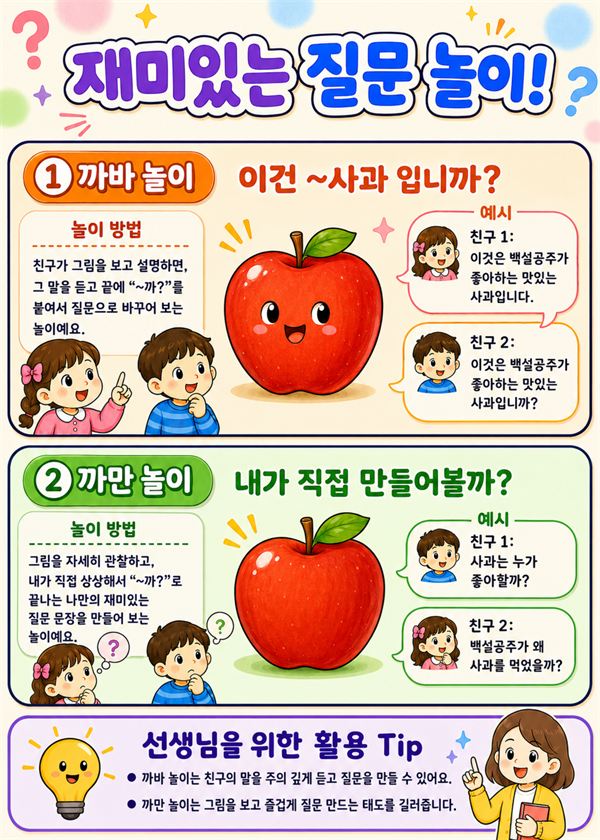 재미있는 질문 놀이!
1 까바 놀이
이건 ~사과 입니까?
놀이 방법
친구가 그림을 보고 설명하면,
그 말을 듣고 끝에 "~까?"를
붙여서 질문으로 바꾸어 보는
놀이예요.
예시
친구 1:
이것은 백설공주가
좋아하는 맛있는
사과입니다.
친구 2:
이것은 백설공주가
좋아하는 맛있는
사과입니까?
2 까만 놀이
내가 직접 만들어볼까?
놀이 방법
그림을 자세히 관찰하고,
내가 직접 상상해서 "~까?"로
끝나는 나만의 재미있는
질문 문장을 만들어 보는
놀이예요.
?
?
예시
친구 1:
사과는 누가
좋아할까?
친구 2:
백설공주가 왜
사과를 먹었을까?
선생님을 위한 활용 Tip
• 까바 놀이는 친구의 말을 주의 깊게 듣고 질문을 만들 수 있어요.
• 까만 놀이는 그림을 보고 즐겁게 질문 만드는 태도를 길러줍니다.